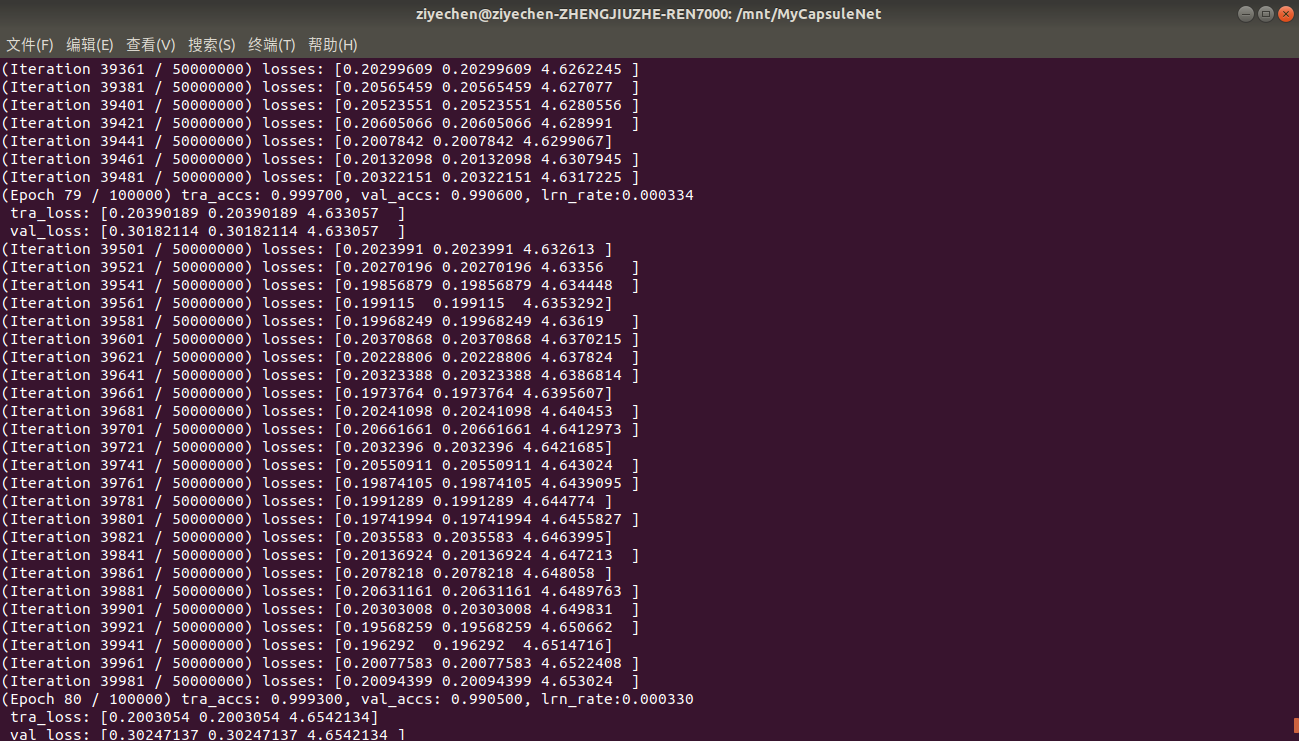 ziyechen@ziyechen-ZHENGJIUZHE-REN7000: /mnt/MyCapsuleNet
文件(F) 编辑(E) 查看(V) 搜索(S) 终端(T) 帮助(H)
(Iteration 39361 / 50000000) losses: [0.20299609 0.20299609 4.6262245 ]
(Iteration 39381 / 50000000) losses: [0.20565459 0.20565459 4.627077  ]
(Iteration 39401 / 50000000) losses: [0.20523551 0.20523551 4.6280556 ]
(Iteration 39421 / 50000000) losses: [0.20605066 0.20605066 4.628991  ]
(Iteration 39441 / 50000000) losses: [0.2007842 0.2007842 4.6299067]
(Iteration 39461 / 50000000) losses: [0.20132098 0.20132098 4.6307945 ]
(Iteration 39481 / 50000000) losses: [0.20322151 0.20322151 4.6317225 ]
(Epoch 79 / 100000) tra_accs: 0.999700, val_accs: 0.990600, lrn_rate:0.000334
 tra_loss: [0.20390189 0.20390189 4.633057  ]
 val_loss: [0.30182114 0.30182114 4.633057  ]
(Iteration 39501 / 50000000) losses: [0.2023991 0.2023991 4.632613 ]
(Iteration 39521 / 50000000) losses: [0.20270196 0.20270196 4.63356   ]
(Iteration 39541 / 50000000) losses: [0.19856879 0.19856879 4.634448  ]
(Iteration 39561 / 50000000) losses: [0.199115  0.199115  4.6353292]
(Iteration 39581 / 50000000) losses: [0.19968249 0.19968249 4.63619   ]
(Iteration 39601 / 50000000) losses: [0.20370868 0.20370868 4.6370215 ]
(Iteration 39621 / 50000000) losses: [0.20228806 0.20228806 4.637824  ]
(Iteration 39641 / 50000000) losses: [0.20323388 0.20323388 4.6386814 ]
(Iteration 39661 / 50000000) losses: [0.1973764 0.1973764 4.6395607]
(Iteration 39681 / 50000000) losses: [0.20241098 0.20241098 4.640453  ]
(Iteration 39701 / 50000000) losses: [0.20661661 0.20661661 4.6412973 ]
(Iteration 39721 / 50000000) losses: [0.2032396 0.2032396 4.6421685]
(Iteration 39741 / 50000000) losses: [0.20550911 0.20550911 4.643024  ]
(Iteration 39761 / 50000000) losses: [0.19874105 0.19874105 4.6439095 ]
(Iteration 39781 / 50000000) losses: [0.1991289 0.1991289 4.644774 ]
(Iteration 39801 / 50000000) losses: [0.19741994 0.19741994 4.6455827 ]
(Iteration 39821 / 50000000) losses: [0.2035583 0.2035583 4.6463995]
(Iteration 39841 / 50000000) losses: [0.20136924 0.20136924 4.647213  ]
(Iteration 39861 / 50000000) losses: [0.2078218 0.2078218 4.648058 ]
(Iteration 39881 / 50000000) losses: [0.20631161 0.20631161 4.6489763 ]
(Iteration 39901 / 50000000) losses: [0.20303008 0.20303008 4.649831  ]
(Iteration 39921 / 50000000) losses: [0.19568259 0.19568259 4.650662  ]
(Iteration 39941 / 50000000) losses: [0.196292  0.196292  4.6514716]
(Iteration 39961 / 50000000) losses: [0.20077583 0.20077583 4.6522408 ]
(Iteration 39981 / 50000000) losses: [0.20094399 0.20094399 4.653024  ]
(Epoch 80 / 100000) tra_accs: 0.999300, val_accs: 0.990500, lrn_rate:0.000330
 tra_loss: [0.2003054 0.2003054 4.6542134]
 val_loss: [0.30247137 0.30247137 4.6542134 ]